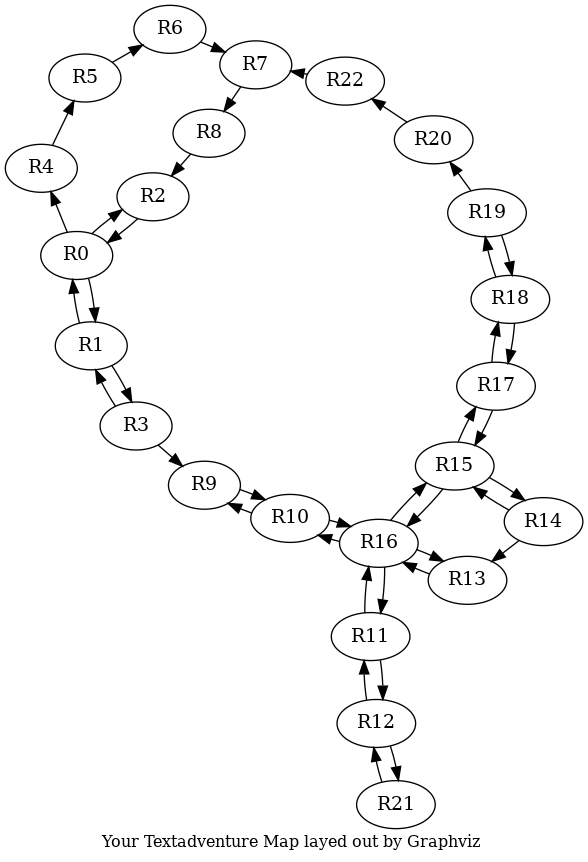 R6
R5
R7
R22
R8
R20
R4
R2
R19
R0
R18
R1
R17
R3
R15
R9
R10
R14
R16
R13
R11
R12
R21
Your Textadventure Map layed out by Graphviz